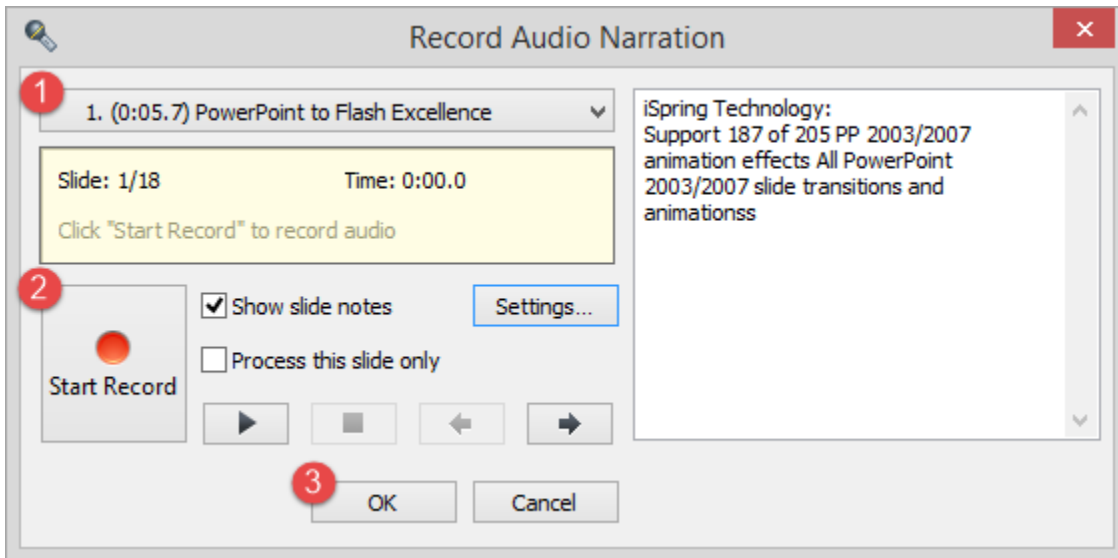 Record Audio Narration
1
1. (0:05.7) PowerPoint to Flash Excellence
Slide: 1/18 Time: 0:00.0
Click "Start Record" to record audio
2
Start Record
Show slide notes
Settings...
Process this slide only
3
OK
Cancel
iSpring Technology:
Support 187 of 205 PP 2003/2007
animation effects All PowerPoint
2003/2007 slide transitions and
animationss